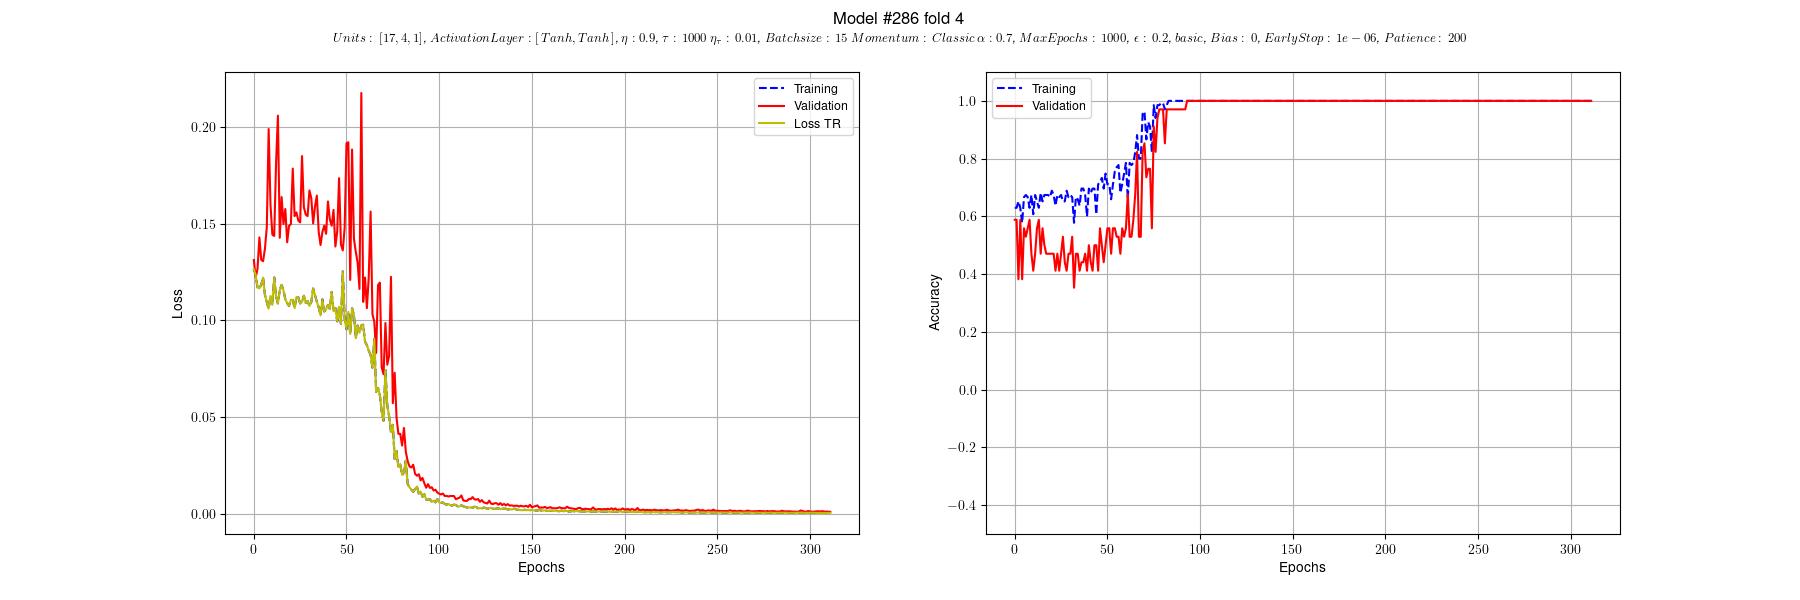 Model #286 fold 4
Units : [17, 4, 1], ActivationLayer : [Tanh, Tanh], η : 0.9, τ : 1000 ητ : 0.01, Batchsize : 15 Momentum : Classic α : 0.7, MaxEpochs : 1000, ϵ : 0.2, basic, Bias : 0, EarlyStop : 1e − 06, Patience : 200
Training
Validation
Loss TR
0.20
0.15
0.10
0.05
0.00
Loss
0 50 100 150 200 250 300
Epochs
Training
Validation
1.0
0.8
0.6
0.4
0.2
0.0
−0.2
−0.4
Accuracy
0 50 100 150 200 250 300
Epochs